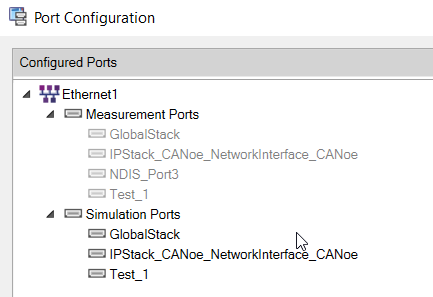 Port Configuration
Configured Ports
Ethernet1
Measurement Ports
GlobalStack
IPStack_CANoe_NetworkInterface_CANoe
NDIS_Port3
Test_1
Simulation Ports
GlobalStack
IPStack_CANoe_NetworkInterface_CANoe
Test_1